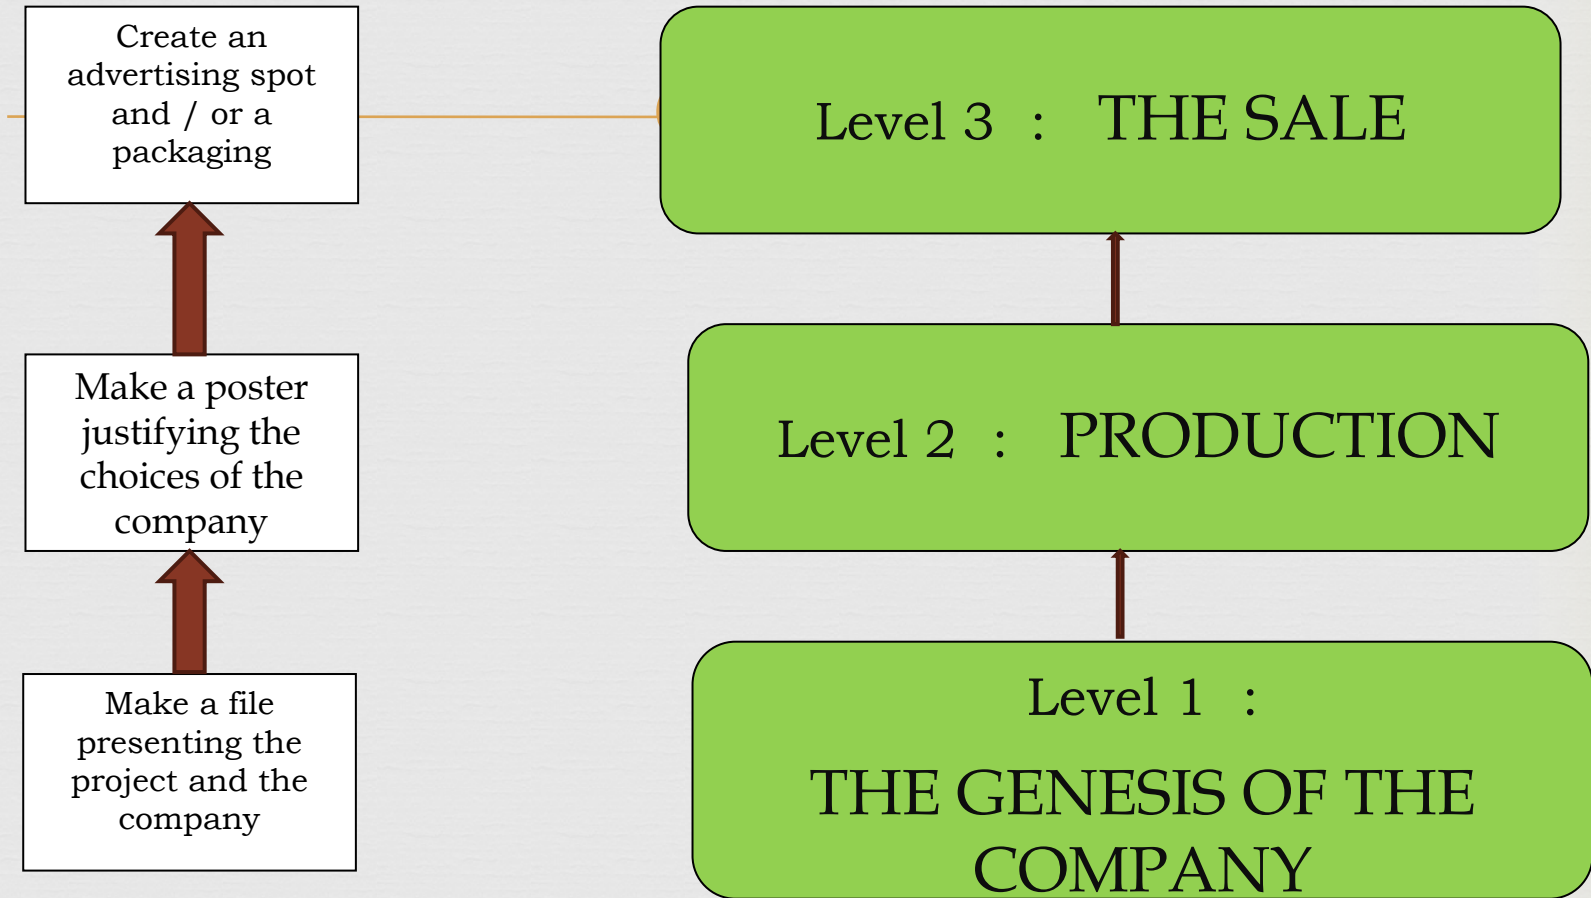 Create an
advertising spot
and / or a
packaging
Level 3 : THE SALE
Make a poster
justifying the
choices of the
company
Level 2 : PRODUCTION
Make a file
presenting the
project and the
company
Level 1 :
THE GENESIS OF THE
COMPANY